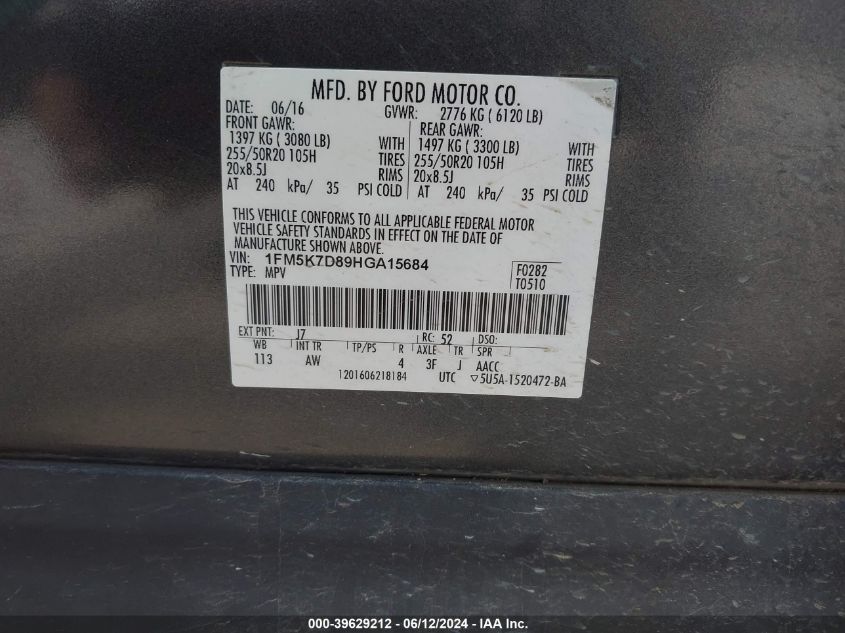 MFD. BY FORD MOTOR CO.
DATE: 06/16 GVWR: 2776 KG ( 6120 LB)
FRONT GAWR: REAR GAWR:
1397 KG ( 3080 LB) WITH 1497 KG ( 3300 LB) WITH
255/50R20 105H TIRES 255/50R20 105H TIRES
20x8.5J RIMS 20x8.5J RIMS
AT 240 kPa/ 35 PSI COLD AT 240 kPa/ 35 PSI COLD
THIS VEHICLE CONFORMS TO ALL APPLICABLE FEDERAL MOTOR
VEHICLE SAFETY STANDARDS IN EFFECT ON THE DATE OF
MANUFACTURE SHOWN ABOVE.
VIN: 1FM5K7D89HGA15684 F0282
TYPE: MPV T0510
EXT PNT: J7 RC: 52 DSO:
WB INT TR TP/PS R AXLE TR SPR
113 AW 4 3F J AACC
1201606218184 UTC ▽5U5A-1520472-BA
000-39629212 - 06/12/2024 - IAA Inc.